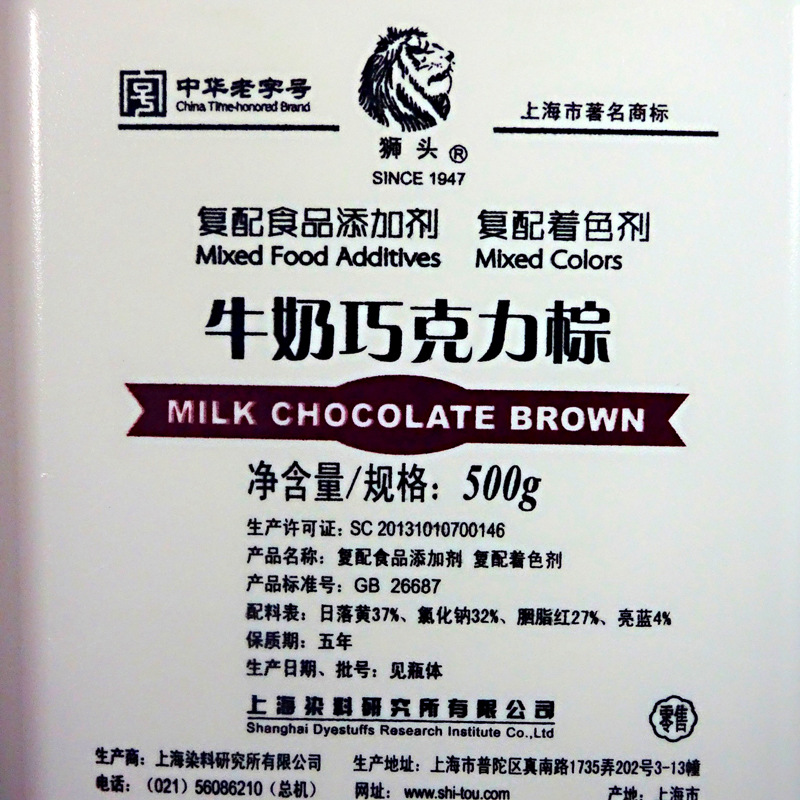 中华老字号
China Time-honored Brand
上海市著名商标
狮头®
SINCE 1947
复配食品添加剂 复配着色剂
Mixed Food Additives Mixed Colors
牛奶巧克力棕
MILK CHOCOLATE BROWN
净含量/规格：500g
生产许可证：SC 20131010700146
产品名称：复配食品添加剂 复配着色剂
产品标准号：GB 26687
配料表：日落黄37%、氯化钠32%、胭脂红27%、亮蓝4%
保质期：五年
生产日期、批号：见瓶体
上海染料研究所有限公司
Shanghai Dyestuffs Research Institute Co.,Ltd
零售
生产商：上海染料研究所有限公司 生产地址：上海市普陀区真南路1735弄202号3-13幢
电话：（021）56086210（总机） 网址：www.shi-tou.com 产地：上海市